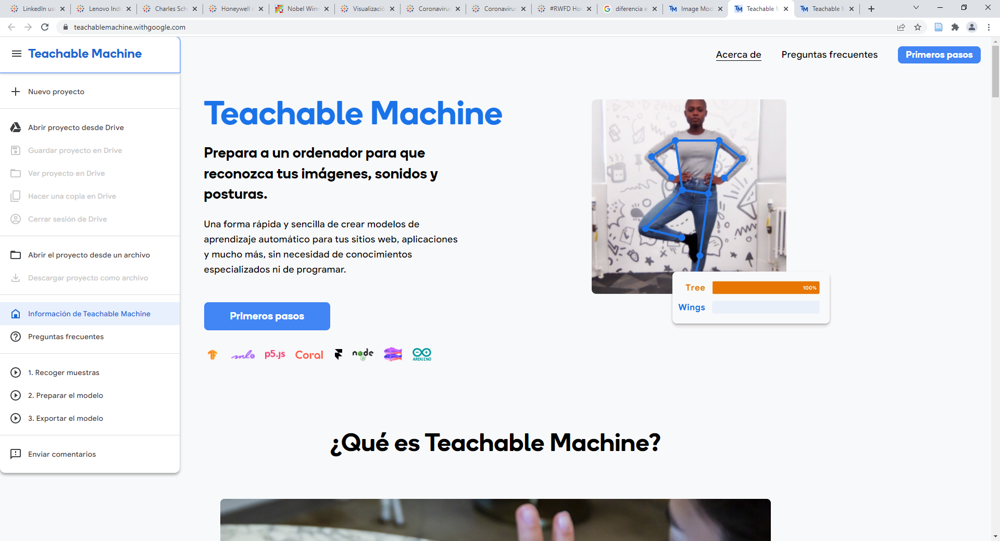 LinkedIn us
Lenovo Ind
Charles Sch
Honeywell s
Nobel Winn
Visualizació
Coronavirus
Coronavirus
#RWFD Hos
diferencia e
Image Mod
Teachable M
Teachable M
teachablemachine.withgoogle.com
Teachable Machine
Nuevo proyecto
Abrir proyecto desde Drive
Guardar proyecto en Drive
Ver proyecto en Drive
Hacer una copia en Drive
Cerrar sesión de Drive
Abrir el proyecto desde un archivo
Descargar proyecto como archivo
Información de Teachable Machine
Preguntas frecuentes
1. Recoger muestras
2. Preparar el modelo
3. Exportar el modelo
Enviar comentarios
Acerca de
Preguntas frecuentes
Primeros pasos
Teachable Machine
Prepara a un ordenador para que
reconozca tus imágenes, sonidos y
posturas.
Una forma rápida y sencilla de crear modelos de
aprendizaje automático para tus sitios web, aplicaciones
y mucho más, sin necesidad de conocimientos
especializados ni de programar.
Primeros pasos
p5.js
Coral
node
JS
ARDUINO
Tree
100%
Wings
¿Qué es Teachable Machine?